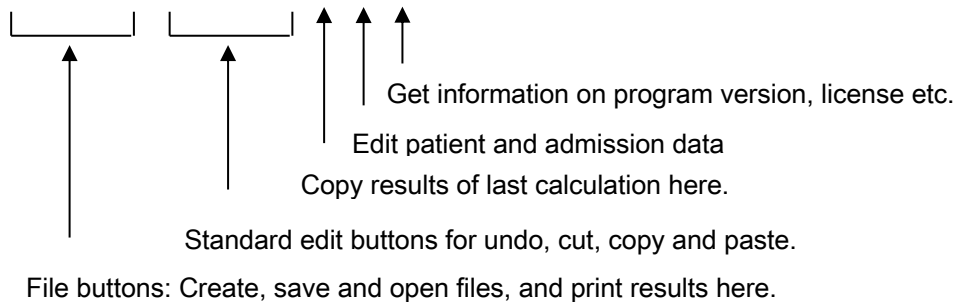 Get information on program version, license etc.
Edit patient and admission data
Copy results of last calculation here.
Standard edit buttons for undo, cut, copy and paste.
File buttons: Create, save and open files, and print results here.